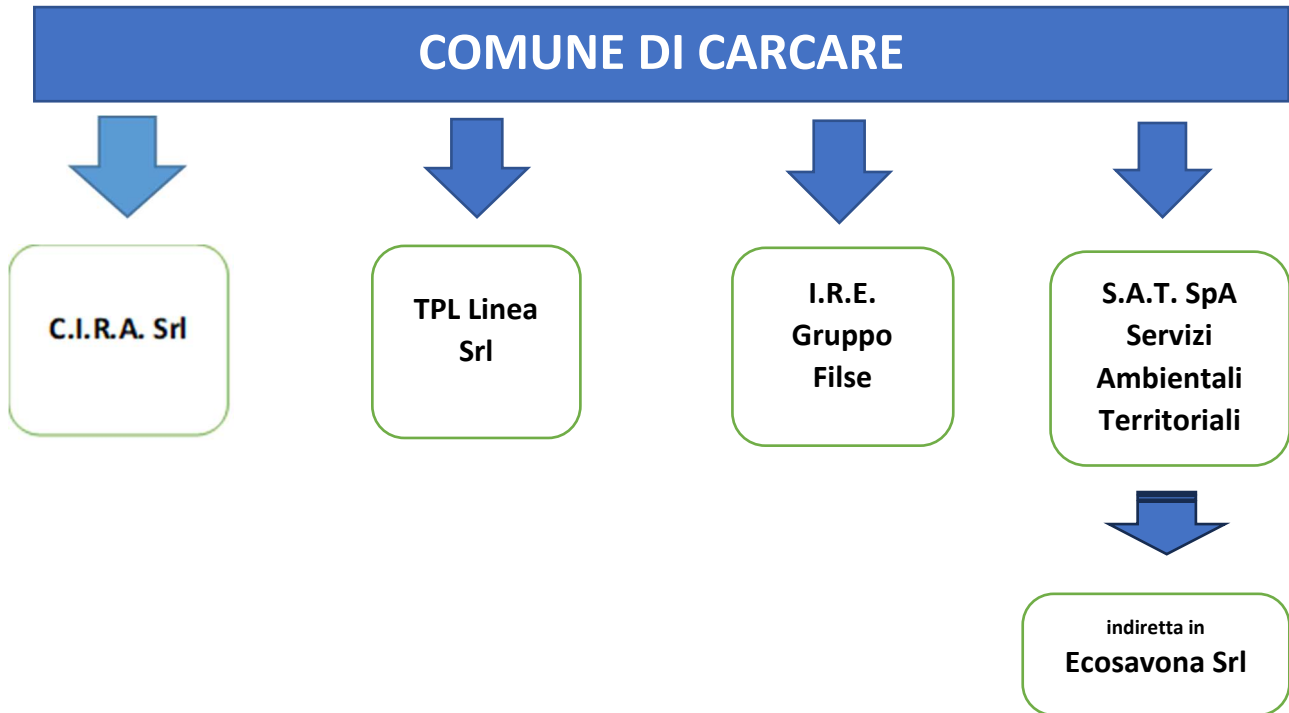 COMUNE DI CARCARE
C.I.R.A. Srl
TPL Linea
Srl
I.R.E.
Gruppo
Filse
S.A.T. SpA
Servizi
Ambientali
Territoriali
indiretta in
Ecosavona Srl